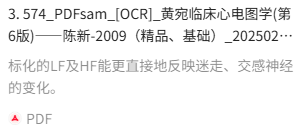 3. 574_PDFsam_[OCR]_黄宛临床心电图学(第
6版)——陈新-2009（精品、基础）_202502…
标化的LF及HF能更直接地反映迷走、交感神经
的变化。
PDF